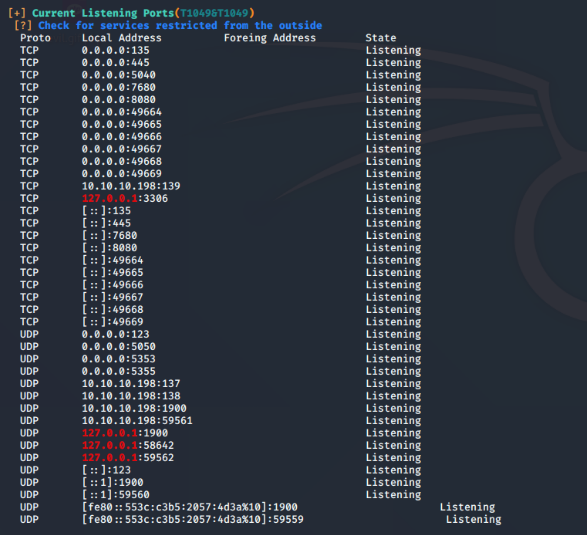 [+] Current Listening Ports(T1049&T1049)
[?] Check for services restricted from the outside
Proto Local Address Foreing Address State
TCP 0.0.0.0:135 Listening
TCP 0.0.0.0:445 Listening
TCP 0.0.0.0:5040 Listening
TCP 0.0.0.0:7680 Listening
TCP 0.0.0.0:8080 Listening
TCP 0.0.0.0:49664 Listening
TCP 0.0.0.0:49665 Listening
TCP 0.0.0.0:49666 Listening
TCP 0.0.0.0:49667 Listening
TCP 0.0.0.0:49668 Listening
TCP 0.0.0.0:49669 Listening
TCP 10.10.10.198:139 Listening
TCP 127.0.0.1:3306 Listening
TCP [::]:135 Listening
TCP [::]:445 Listening
TCP [::]:7680 Listening
TCP [::]:8080 Listening
TCP [::]:49664 Listening
TCP [::]:49665 Listening
TCP [::]:49666 Listening
TCP [::]:49667 Listening
TCP [::]:49668 Listening
TCP [::]:49669 Listening
UDP 0.0.0.0:123 Listening
UDP 0.0.0.0:5050 Listening
UDP 0.0.0.0:5353 Listening
UDP 0.0.0.0:5355 Listening
UDP 10.10.10.198:137 Listening
UDP 10.10.10.198:138 Listening
UDP 10.10.10.198:1900 Listening
UDP 10.10.10.198:59561 Listening
UDP 127.0.0.1:1900 Listening
UDP 127.0.0.1:58642 Listening
UDP 127.0.0.1:59562 Listening
UDP [::]:123 Listening
UDP [::1]:1900 Listening
UDP [::1]:59560 Listening
UDP [fe80::553c:c3b5:2057:4d3a%10]:1900 Listening
UDP [fe80::553c:c3b5:2057:4d3a%10]:59559 Listening